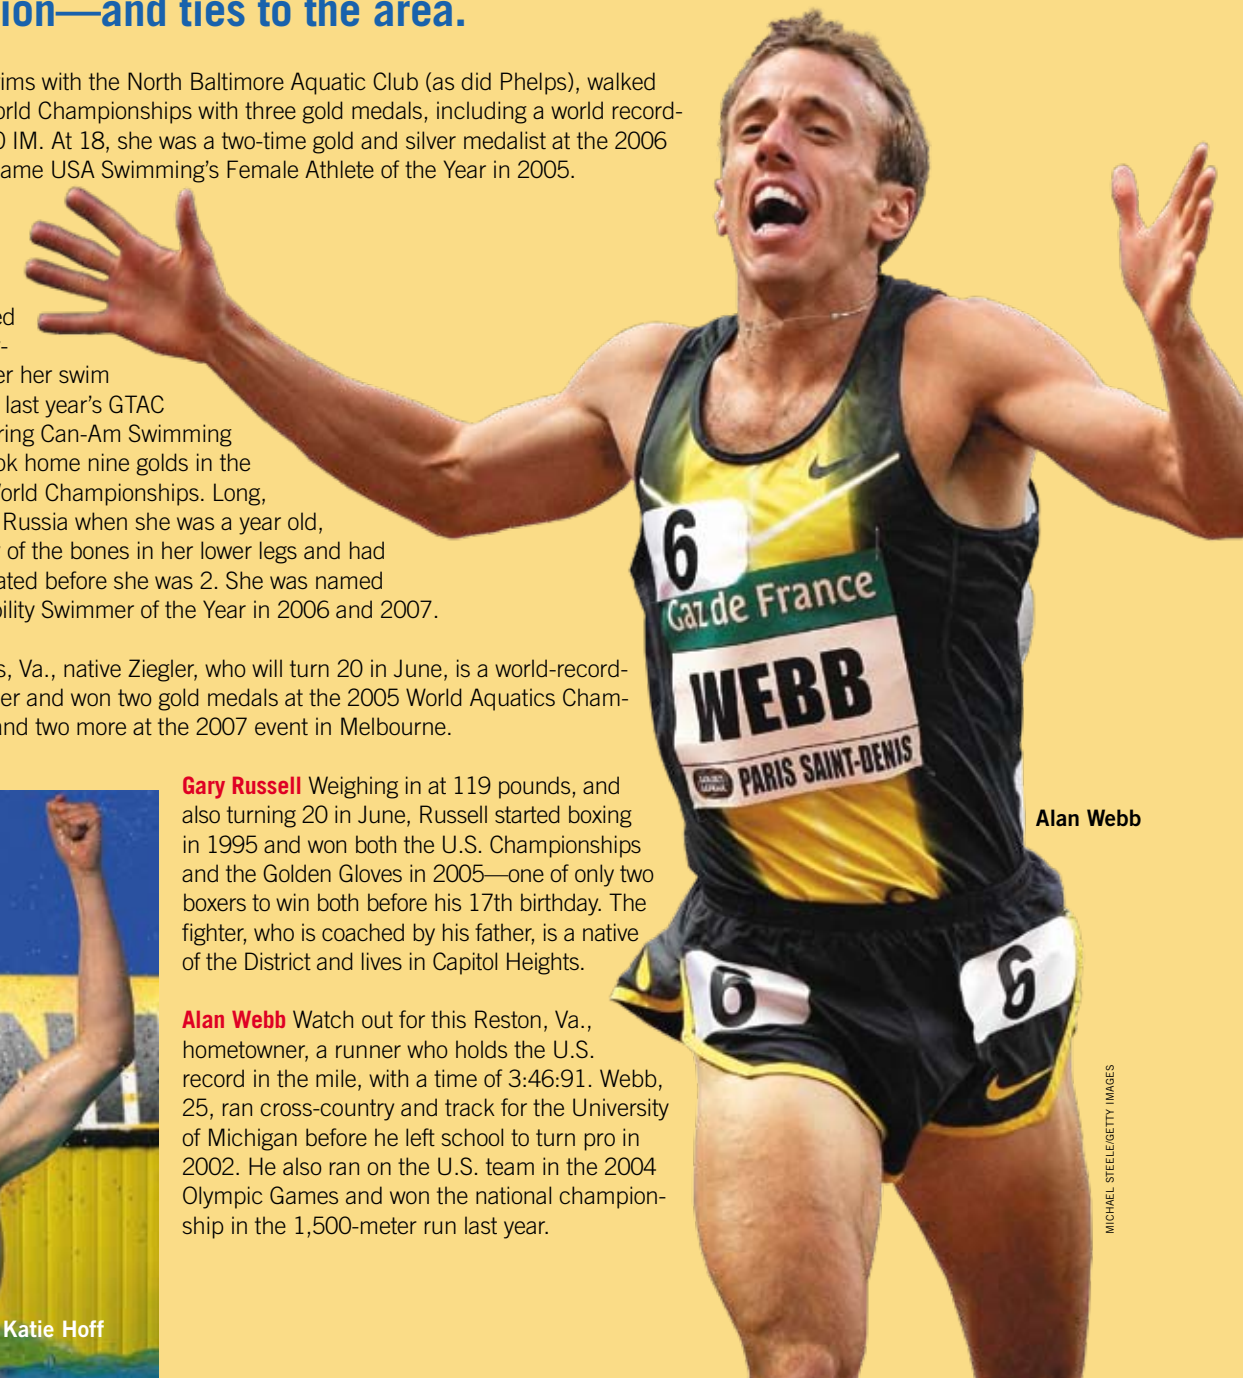 ion—and ties to the area.
ims with the North Baltimore Aquatic Club (as did Phelps), walked
orld Championships with three gold medals, including a world record-
0 IM. At 18, she was a two-time gold and silver medalist at the 2006
ame USA Swimming's Female Athlete of the Year in 2005.
ed
-
er her swim
last year's GTAC
ring Can-Am Swimming
ok home nine golds in the
World Championships. Long,
Russia when she was a year old,
of the bones in her lower legs and had
ated before she was 2. She was named
bility Swimmer of the Year in 2006 and 2007.
s, Va., native Ziegler, who will turn 20 in June, is a world-record-
er and won two gold medals at the 2005 World Aquatics Cham-
and two more at the 2007 event in Melbourne.
Gary Russell Weighing in at 119 pounds, and
also turning 20 in June, Russell started boxing
in 1995 and won both the U.S. Championships
and the Golden Gloves in 2005—one of only two
boxers to win both before his 17th birthday. The
fighter, who is coached by his father, is a native
of the District and lives in Capitol Heights.
Alan Webb Watch out for this Reston, Va.,
hometowner, a runner who holds the U.S.
record in the mile, with a time of 3:46:91. Webb,
25, ran cross-country and track for the University
of Michigan before he left school to turn pro in
2002. He also ran on the U.S. team in the 2004
Olympic Games and won the national champion-
ship in the 1,500-meter run last year.
Katie Hoff
6
Gaz de France
WEBB
PARIS SAINT-DENIS
6
6
Alan Webb
MICHAEL STEELE/GETTY IMAGES